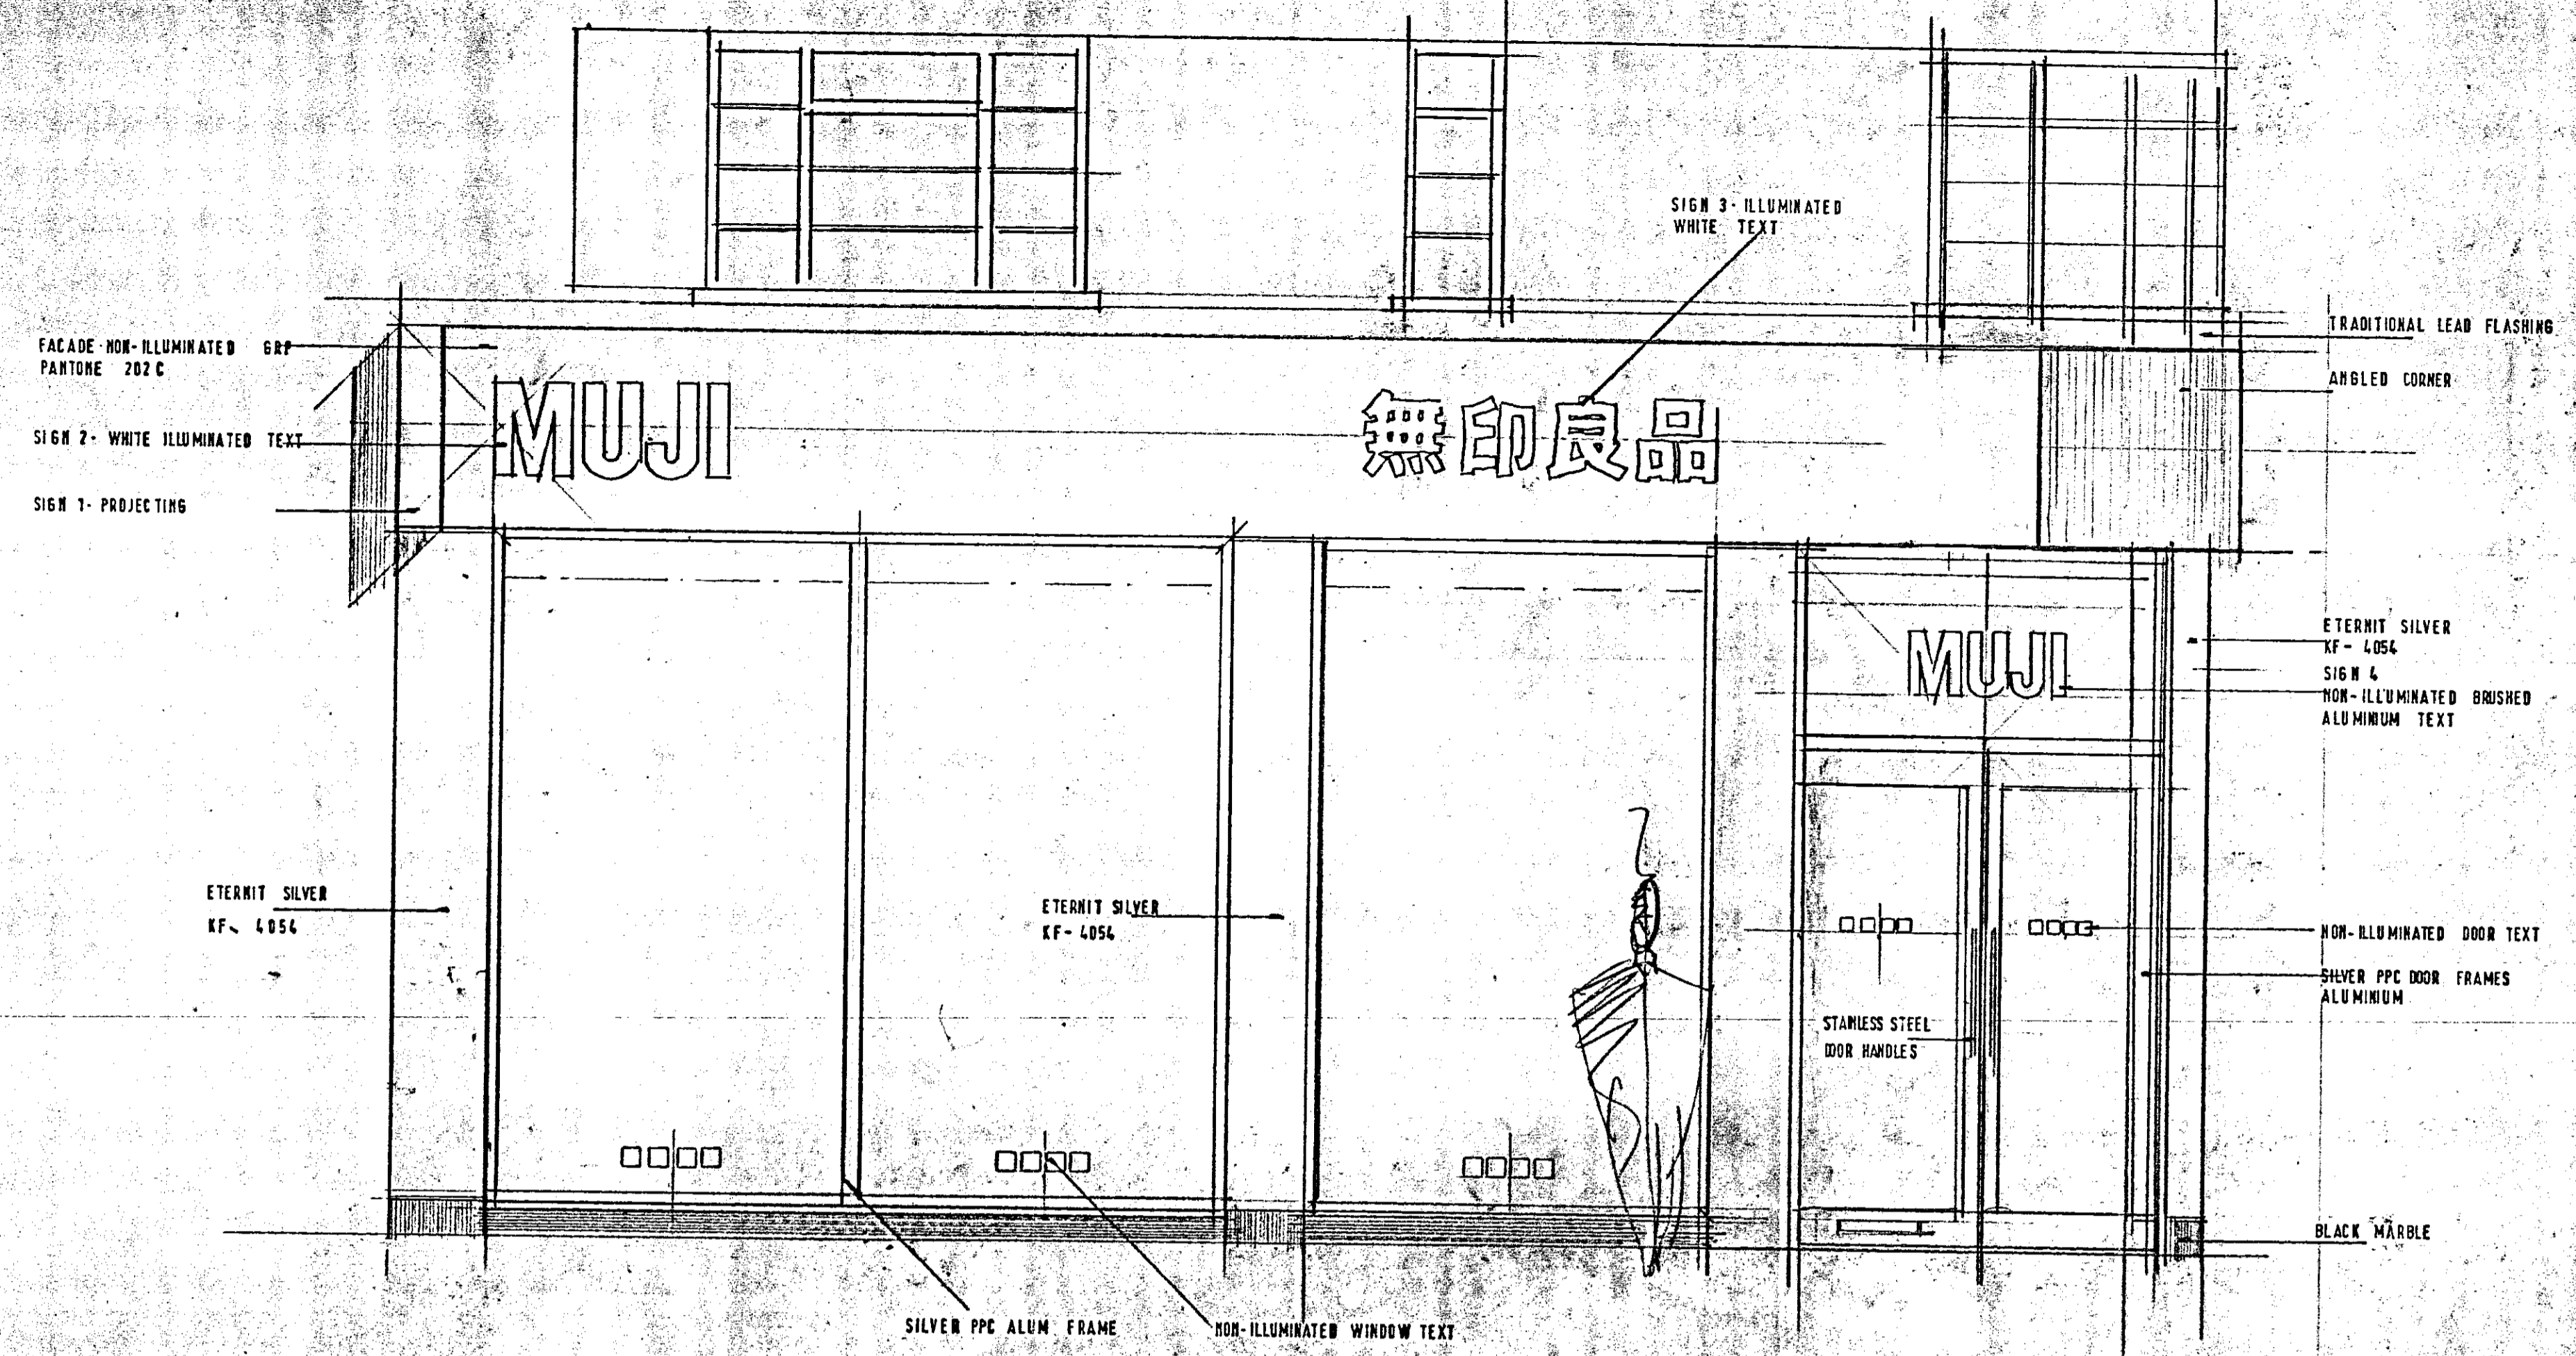 SIGN 3- ILLUMINATED
WHITE TEXT
TRADITIONAL LEAD FLASHING
FACADE-NON-ILLUMINATED GRP
PANTONE 202 C
ANGLED CORNER
MUJI
無印良品
SIGN 2- WHITE ILLUMINATED TEXT
SIGN 1- PROJECTING
ETERNIT SILVER
KF- 4054
SIGN 4
NON-ILLUMINATED BRUSHED
ALUMINIUM TEXT
MUJI
ETERNIT SILVER
KF- 4054
ETERNIT SILVER
KF- 4054
NON-ILLUMINATED DOOR TEXT
SILVER PPC DOOR FRAMES
ALUMINIUM
STAINLESS STEEL
DOOR HANDLES
BLACK MARBLE
SILVER PPC ALUM FRAME
NON-ILLUMINATED WINDOW TEXT